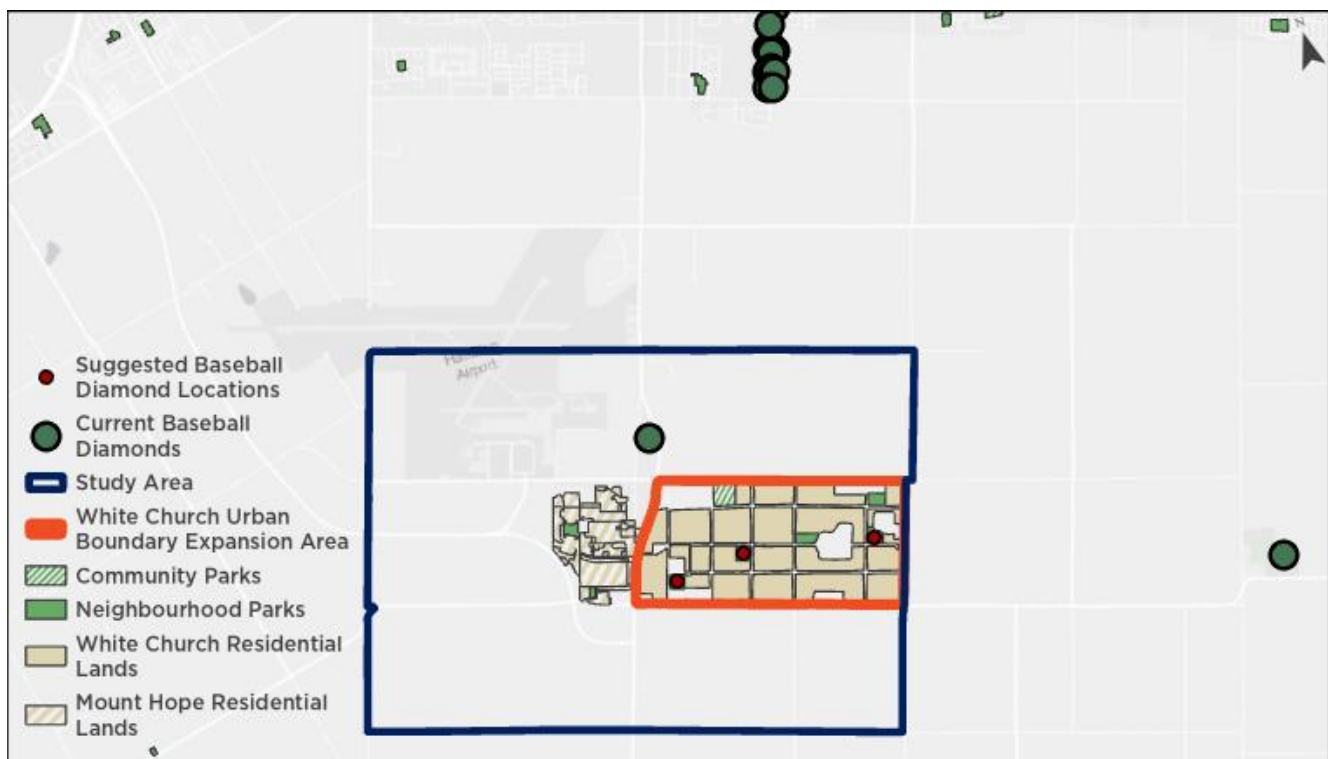 N
Airport
Suggested Baseball
Diamond Locations
Current Baseball
Diamonds
Study Area
White Church Urban
Boundary Expansion Area
Community Parks
Neighbourhood Parks
White Church Residential
Lands
Mount Hope Residential
Lands